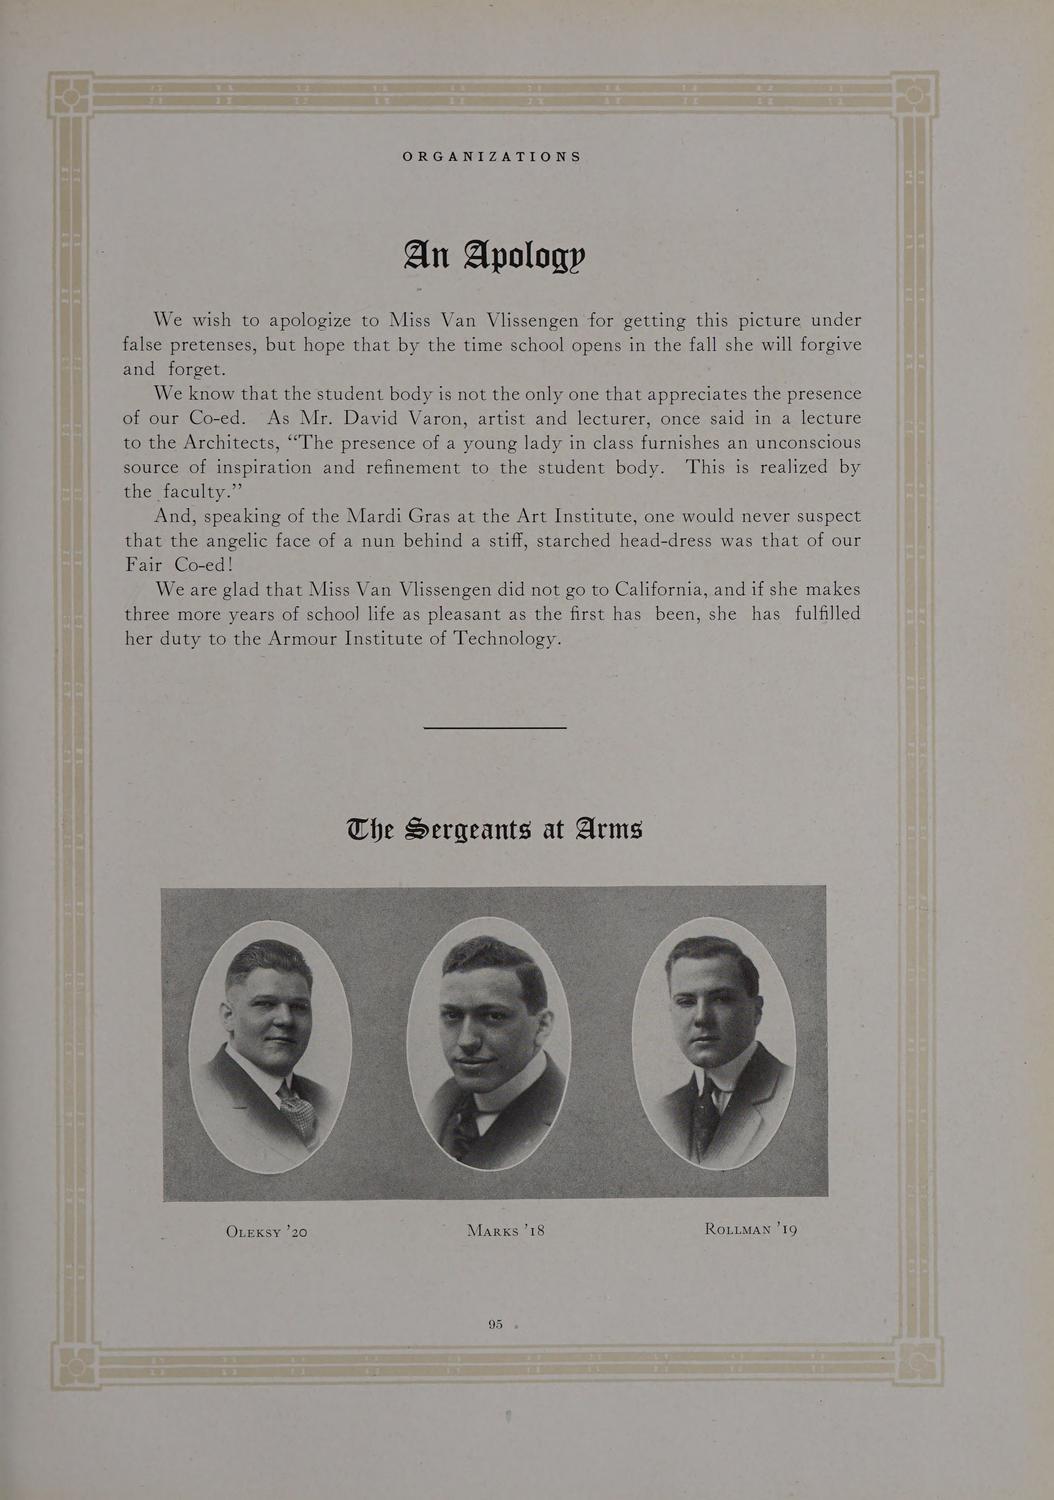 ORGANIZATIONS
An Apology
We wish to apologize to Miss Van Vlissengen for getting this picture under
false pretenses, but hope that by the time school opens in the fall she will forgive
and forget.
We know that the student body is not the only one that appreciates the presence
of our Co-ed. As Mr. David Varon, artist and lecturer, once said in a lecture
to the Architects, “The presence of a young lady in class furnishes an unconscious
source of inspiration and refinement to the student body. This is realized by
the faculty.”
And, speaking of the Mardi Gras at the Art Institute, one would never suspect
that the angelic face of a nun behind a stiff, starched head-dress was that of our
Fair Co-ed!
We are glad that Miss Van Vlissengen did not go to California, and if she makes
three more years of school life as pleasant as the first has been, she has fulfilled
her duty to the Armour Institute of Technology.
The Sergeants at Arms
OLEKSY ’20 MARKS ’18 ROLLMAN ’19
95